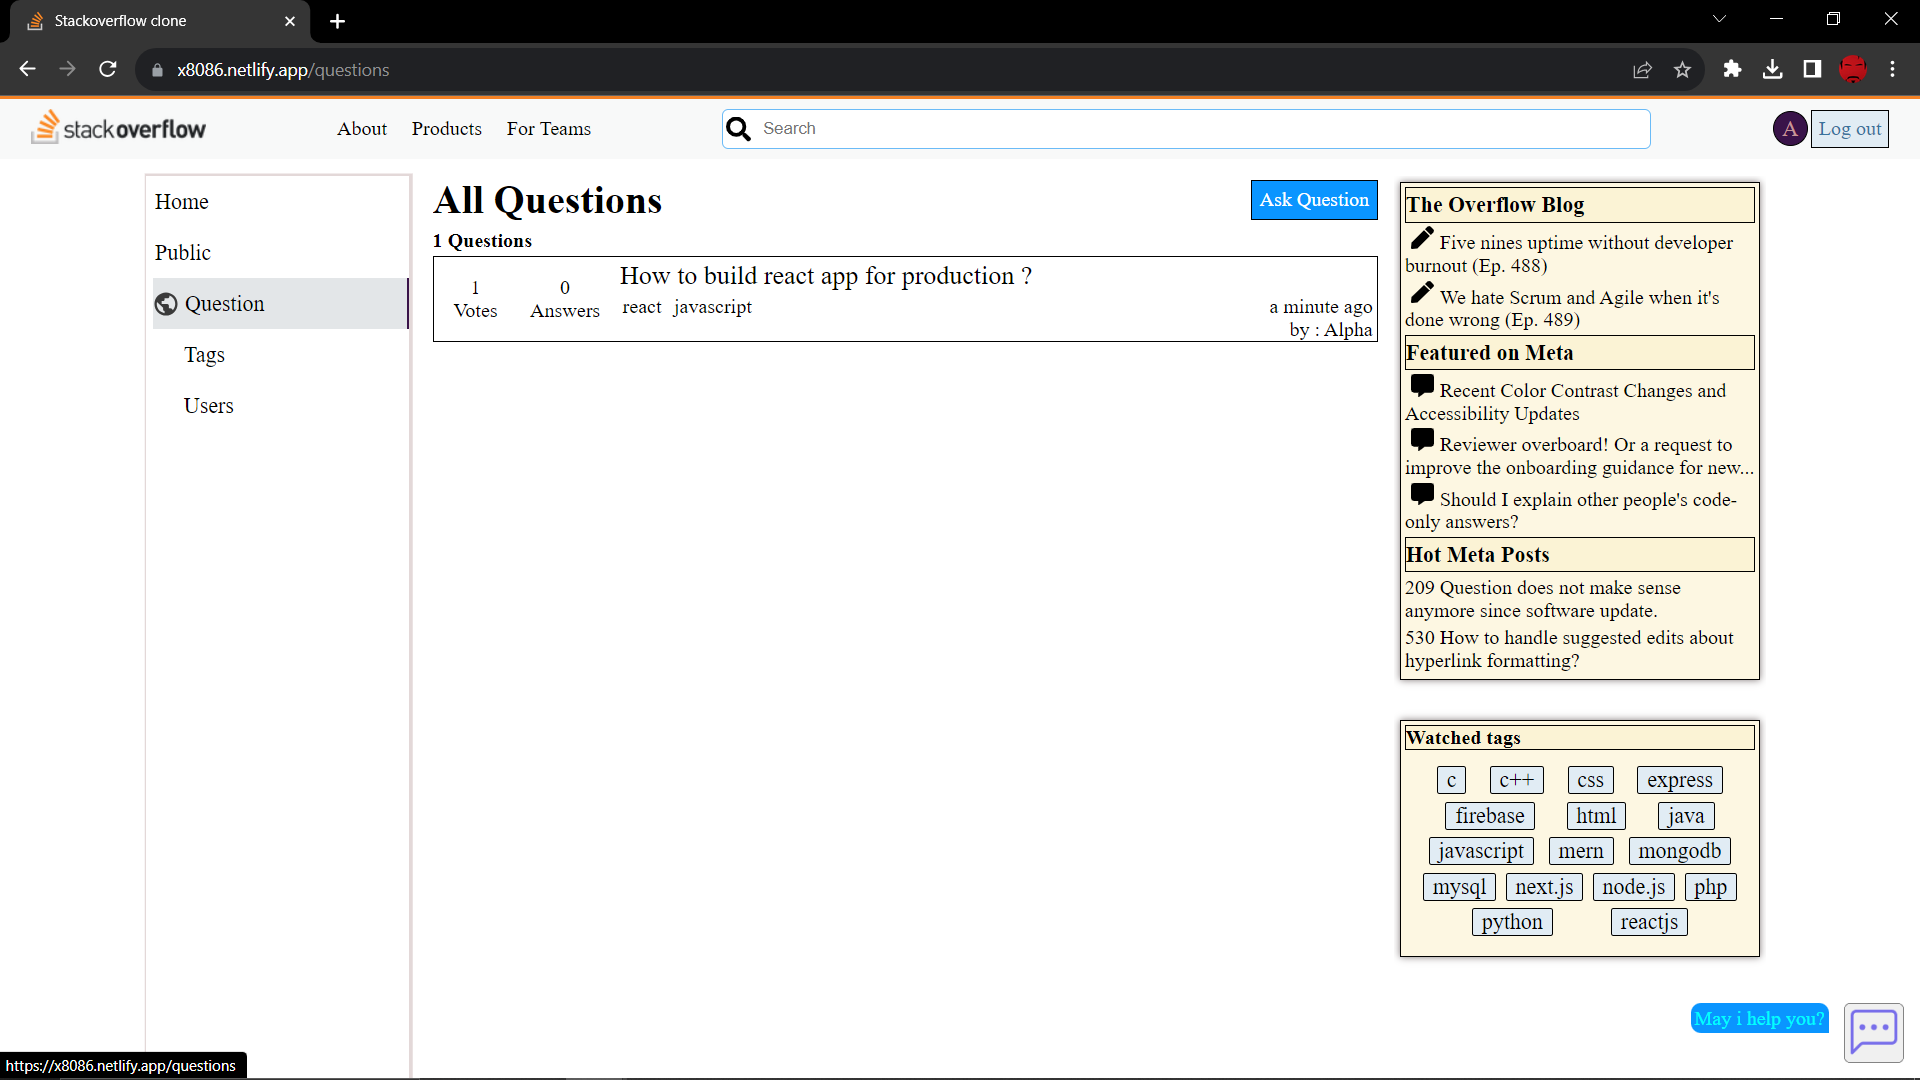 Stackoverflow clone
x8086.netlify.app/questions
stackoverflow
About Products For Teams
Search
A
Log out
Home
Public
Question
Tags
Users
All Questions
Ask Question
1 Questions
1
Votes
0
Answers
How to build react app for production ?
react javascript
a minute ago
by : Alpha
The Overflow Blog
Five nines uptime without developer
burnout (Ep. 488)
We hate Scrum and Agile when it's
done wrong (Ep. 489)
Featured on Meta
Recent Color Contrast Changes and
Accessibility Updates
Reviewer overboard! Or a request to
improve the onboarding guidance for new...
Should I explain other people's code-
only answers?
Hot Meta Posts
209 Question does not make sense
anymore since software update.
530 How to handle suggested edits about
hyperlink formatting?
Watched tags
c c++ css express
firebase html java
javascript mern mongodb
mysql next.js node.js php
python reactjs
May i help you?
https://x8086.netlify.app/questions